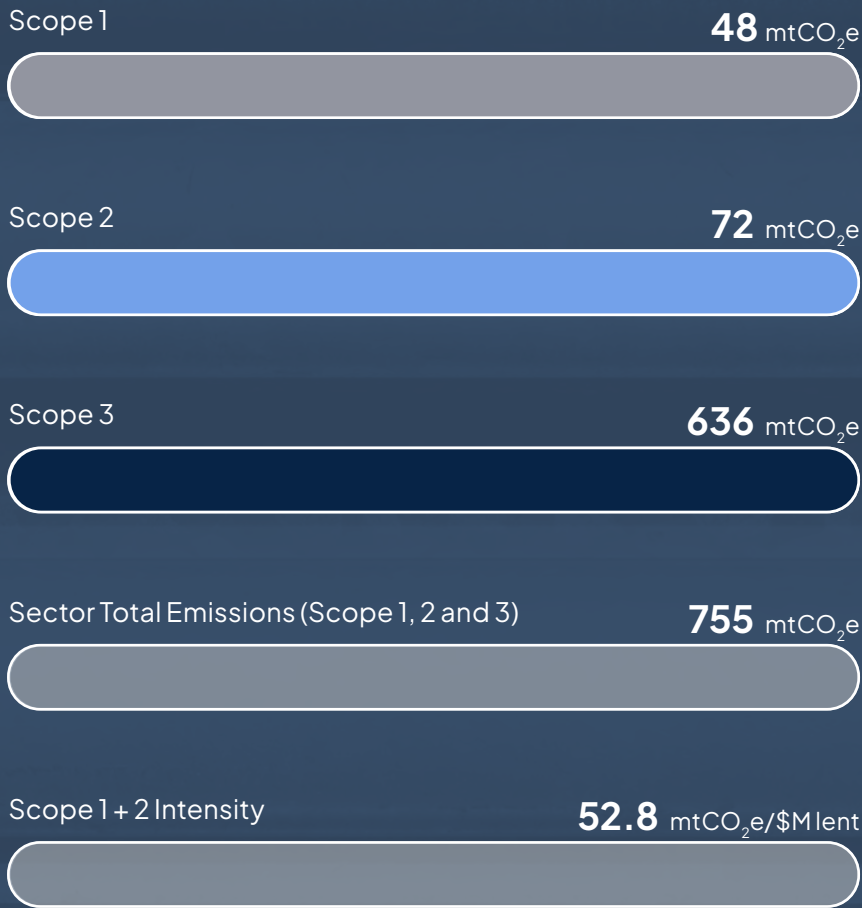 Scope 1 48 mtCO₂e
Scope 2 72 mtCO₂e
Scope 3 636 mtCO₂e
Sector Total Emissions (Scope 1, 2 and 3) 755 mtCO₂e
Scope 1 + 2 Intensity 52.8 mtCO₂e/$M lent